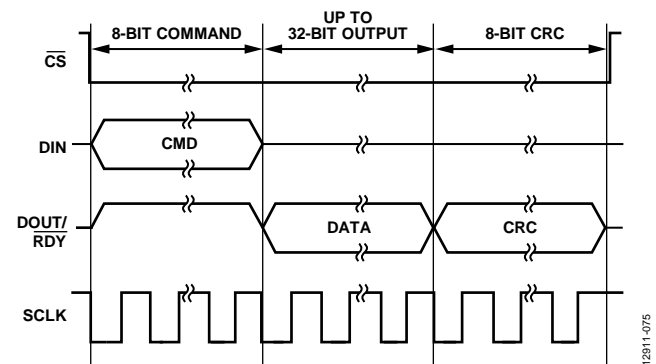 8-BIT COMMAND
UP TO
32-BIT OUTPUT
8-BIT CRC
CS
DIN
CMD
DOUT/
RDY
DATA
CRC
SCLK
12911-075